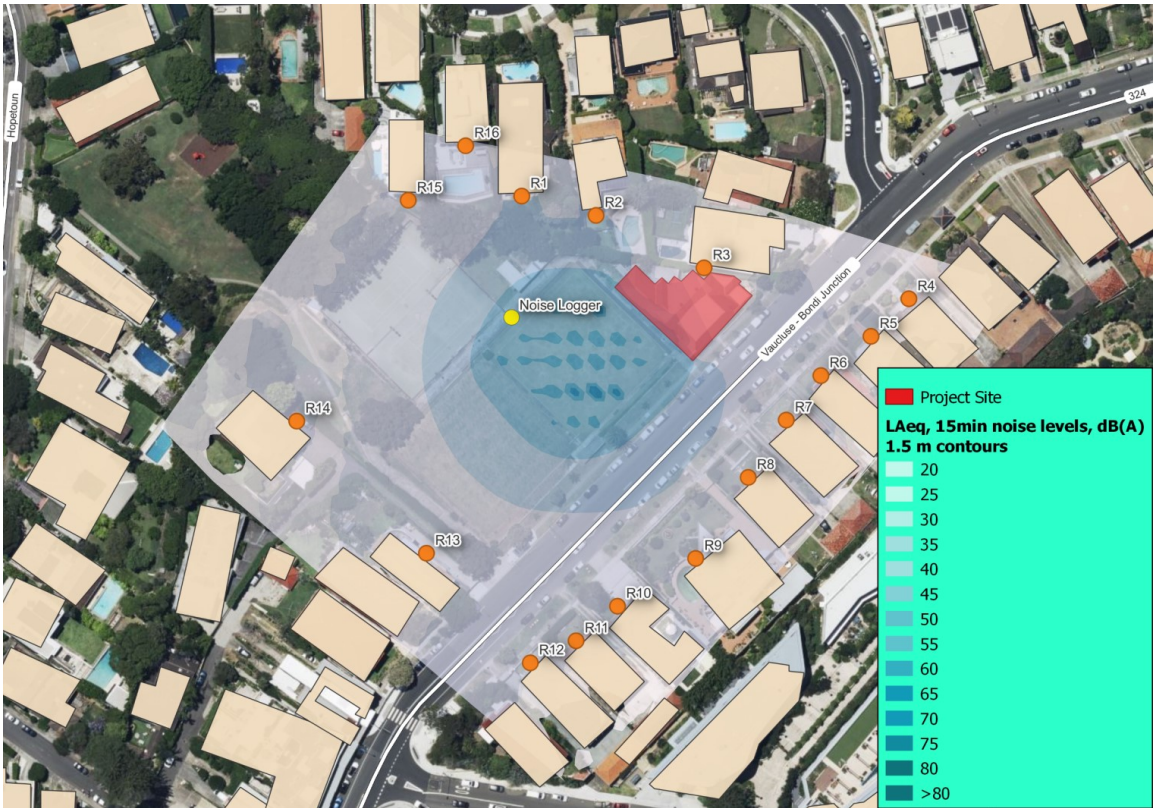 Hopetoun
324
R16
R15
R1
R2
R3
R4
Noise Logger
Vaucluse - Bondi Junction
R5
R6
R7
R14
R8
R13
R9
R10
R11
R12
Project Site
LAeq, 15min noise levels, dB(A)
1.5 m contours
20
25
30
35
40
45
50
55
60
65
70
75
80
>80